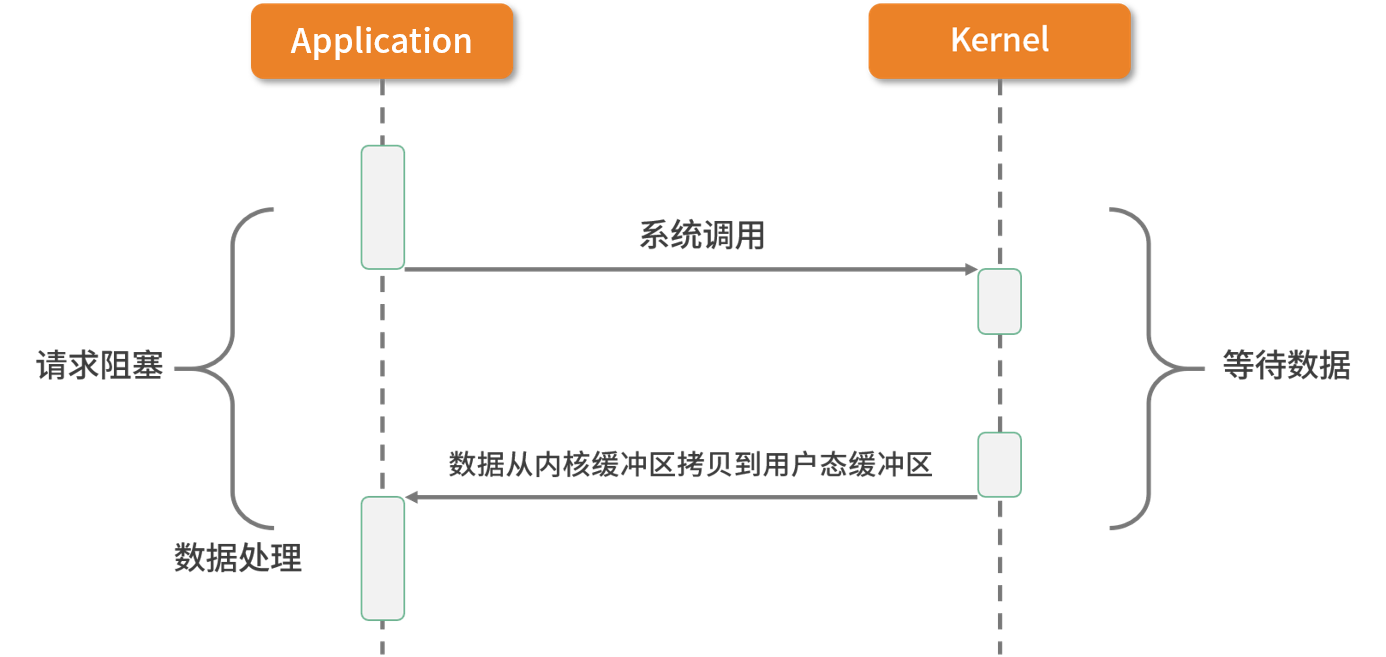 Application
Kernel
系统调用
请求阻塞
等待数据
数据从内核缓冲区拷贝到用户态缓冲区
数据处理